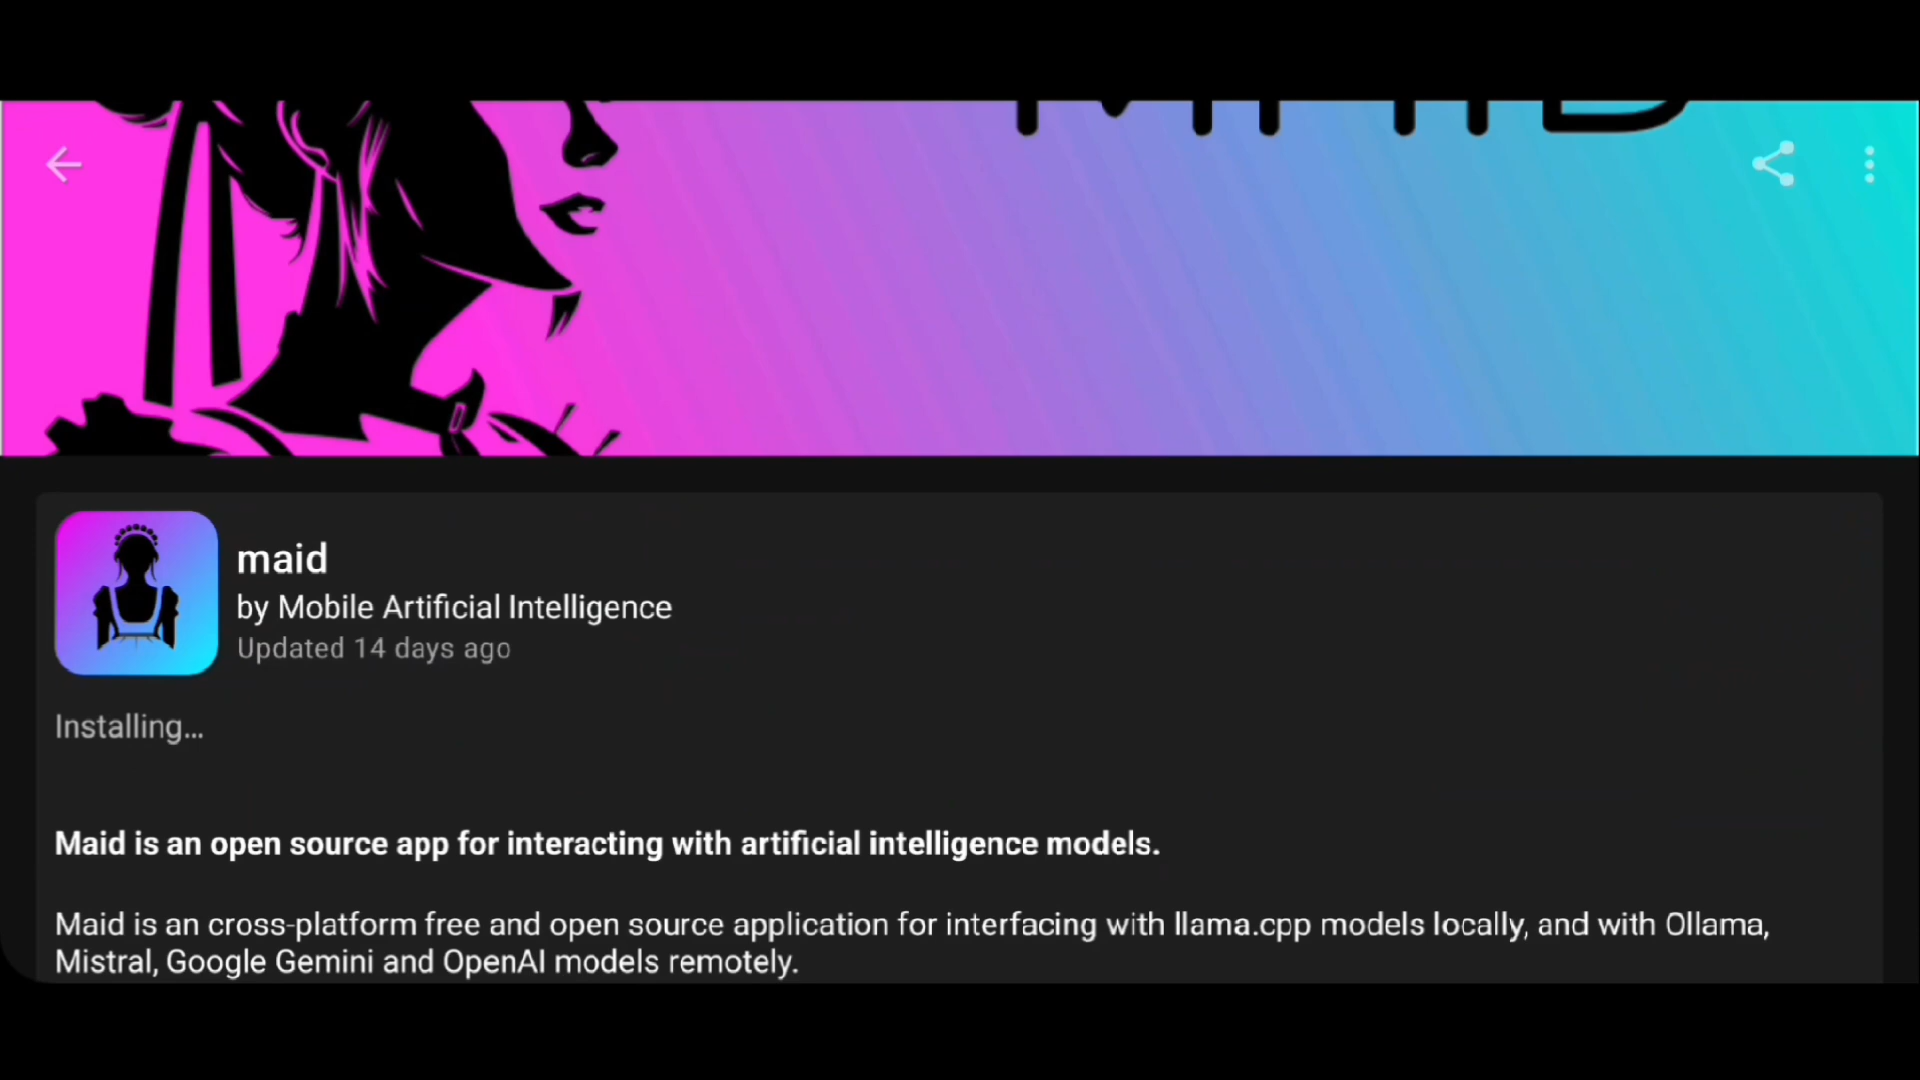 maid
by Mobile Artificial Intelligence
Updated 14 days ago
Installing...
Maid is an open source app for interacting with artificial intelligence models.
Maid is an cross-platform free and open source application for interfacing with llama.cpp models locally, and with Ollama,
Mistral, Google Gemini and OpenAI models remotely.